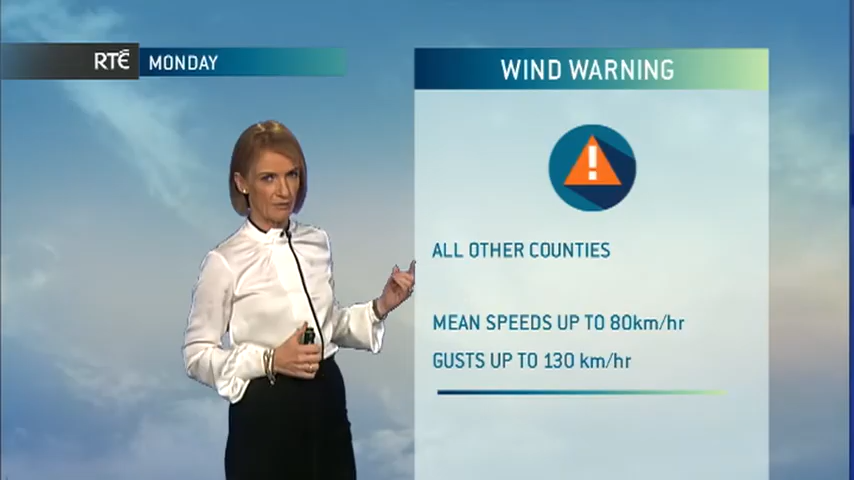 RTÉ MONDAY
WIND WARNING
!
ALL OTHER COUNTIES
MEAN SPEEDS UP TO 80km/hr
GUSTS UP TO 130 km/hr